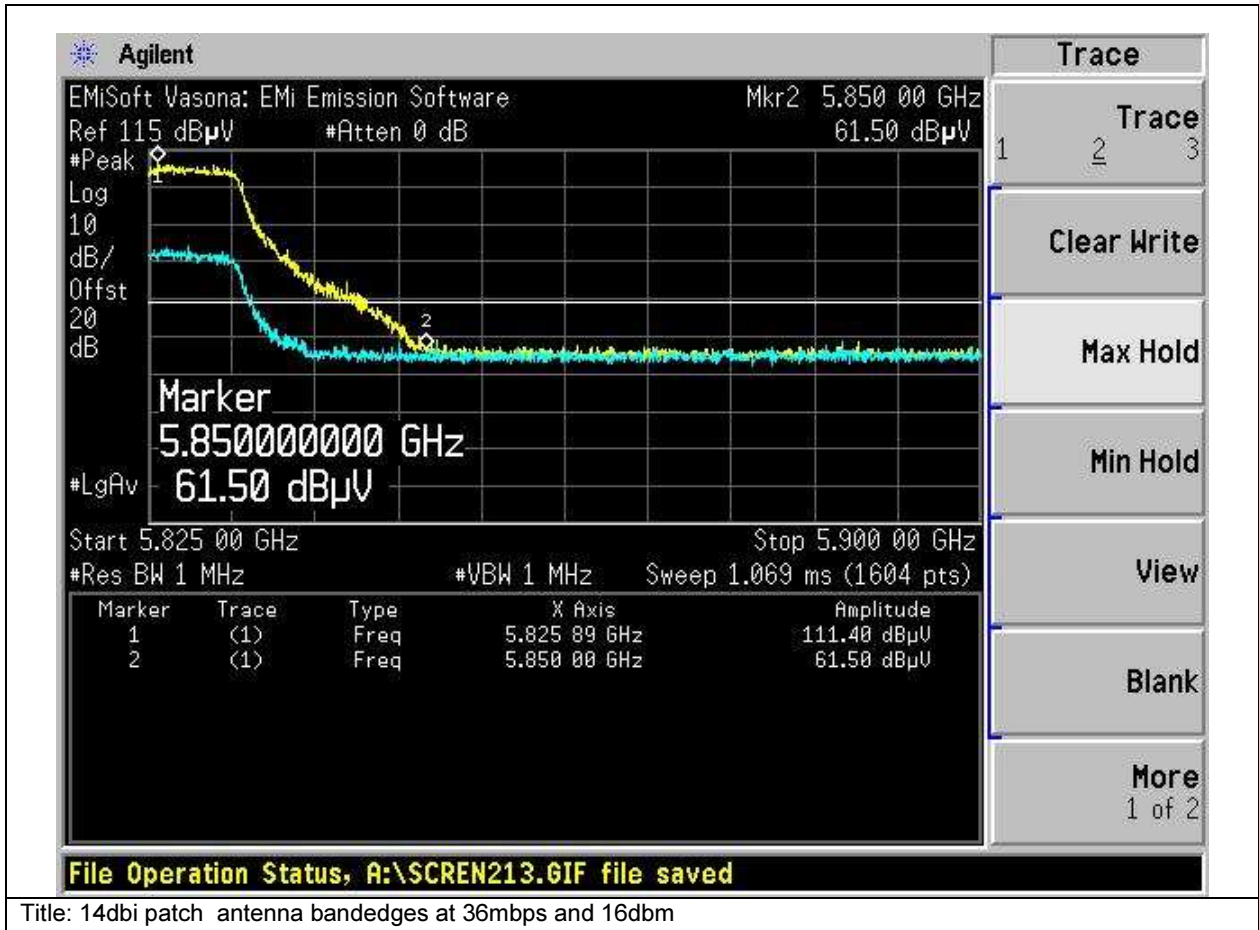 Agilent
Trace
EMiSoft Vasona: EMi Emission Software
Mkr2 5.850 00 GHz
Ref 115 dBµV #Atten 0 dB 61.50 dBµV
#Peak
Log
10
dB/
Offst
20
dB
1
2
Marker
5.850000000 GHz
61.50 dBµV
#LgAv
Start 5.825 00 GHz Stop 5.900 00 GHz
#Res BW 1 MHz #VBW 1 MHz Sweep 1.069 ms (1604 pts)
Marker Trace Type X Axis Amplitude
1 (1) Freq 5.825 89 GHz 111.40 dBµV
2 (1) Freq 5.850 00 GHz 61.50 dBµV
Trace
1 2 3
Clear Write
Max Hold
Min Hold
View
Blank
More
1 of 2
File Operation Status, A:\SCREN213.GIF file saved
Title: 14dbi patch antenna bandedges at 36mbps and 16dbm